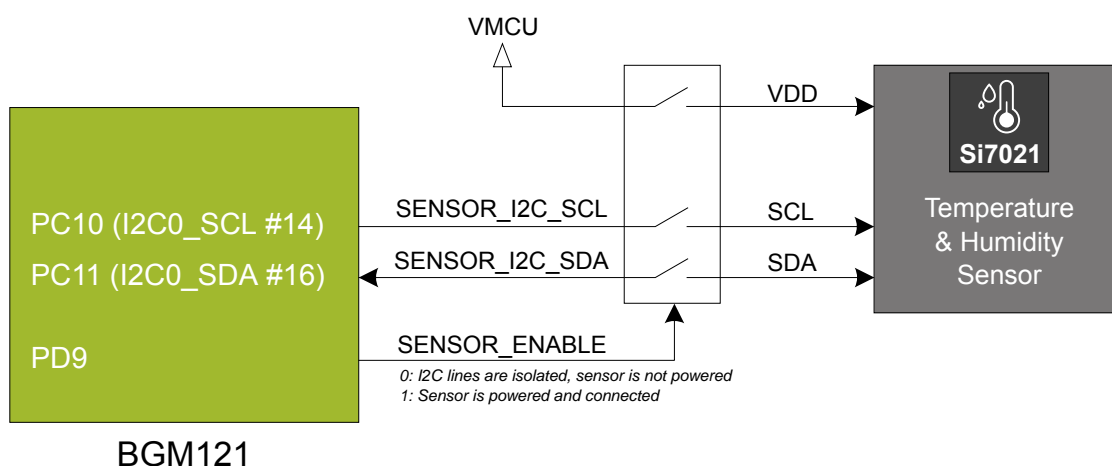 VMCU
VDD
Si7021
PC10 (I2C0_SCL #14)
SENSOR_I2C_SCL
SCL
Temperature
& Humidity
Sensor
PC11 (I2C0_SDA #16)
SENSOR_I2C_SDA
SDA
PD9
SENSOR_ENABLE
0: I2C lines are isolated, sensor is not powered
1: Sensor is powered and connected
BGM121